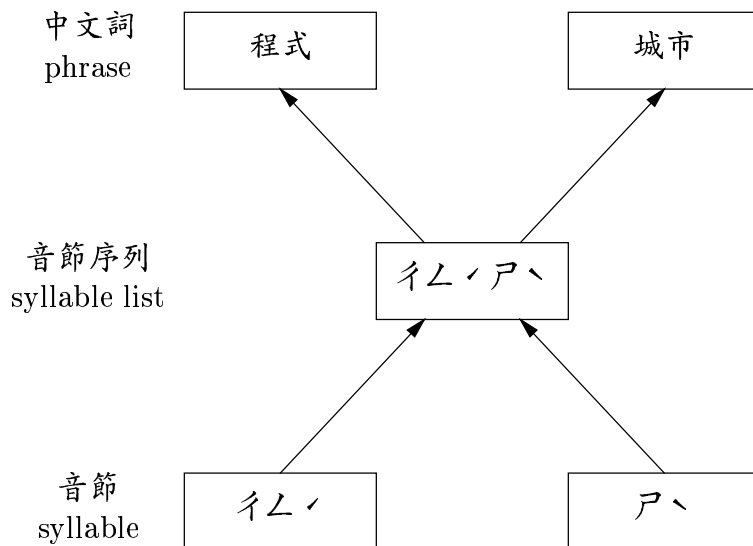 中文詞
phrase
程式
城市
音節序列
syllable list
ㄔㄥˊㄕˋ
音節
syllable
ㄔㄥˊ
ㄕˋ